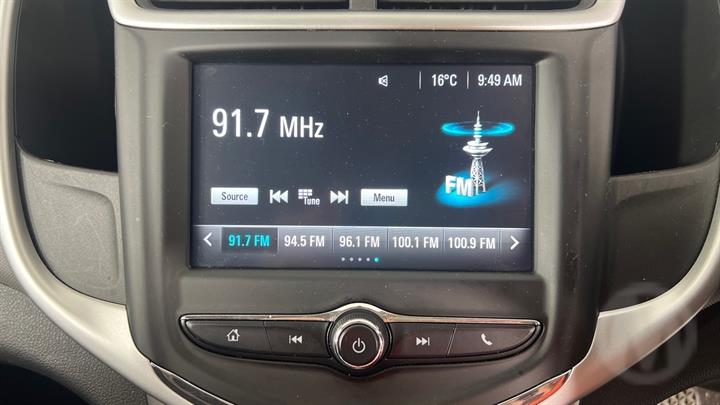 16°C 9:49 AM
91.7 MHz
FM
Source Tune Menu
91.7 FM 94.5 FM 96.1 FM 100.1 FM 100.9 FM